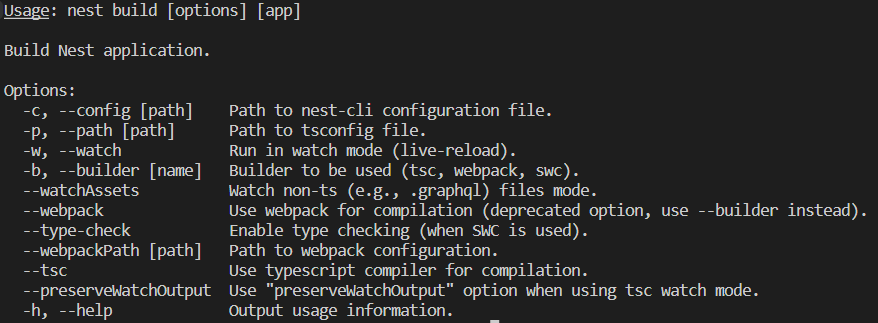 Usage: nest build [options] [app]
Build Nest application.
Options:
-c, --config [path] Path to nest-cli configuration file.
-p, --path [path] Path to tsconfig file.
-w, --watch Run in watch mode (live-reload).
-b, --builder [name] Builder to be used (tsc, webpack, swc).
--watchAssets Watch non-ts (e.g., .graphql) files mode.
--webpack Use webpack for compilation (deprecated option, use --builder instead).
--type-check Enable type checking (when SWC is used).
--webpackPath [path] Path to webpack configuration.
--tsc Use typescript compiler for compilation.
--preserveWatchOutput Use "preserveWatchOutput" option when using tsc watch mode.
-h, --help Output usage information.